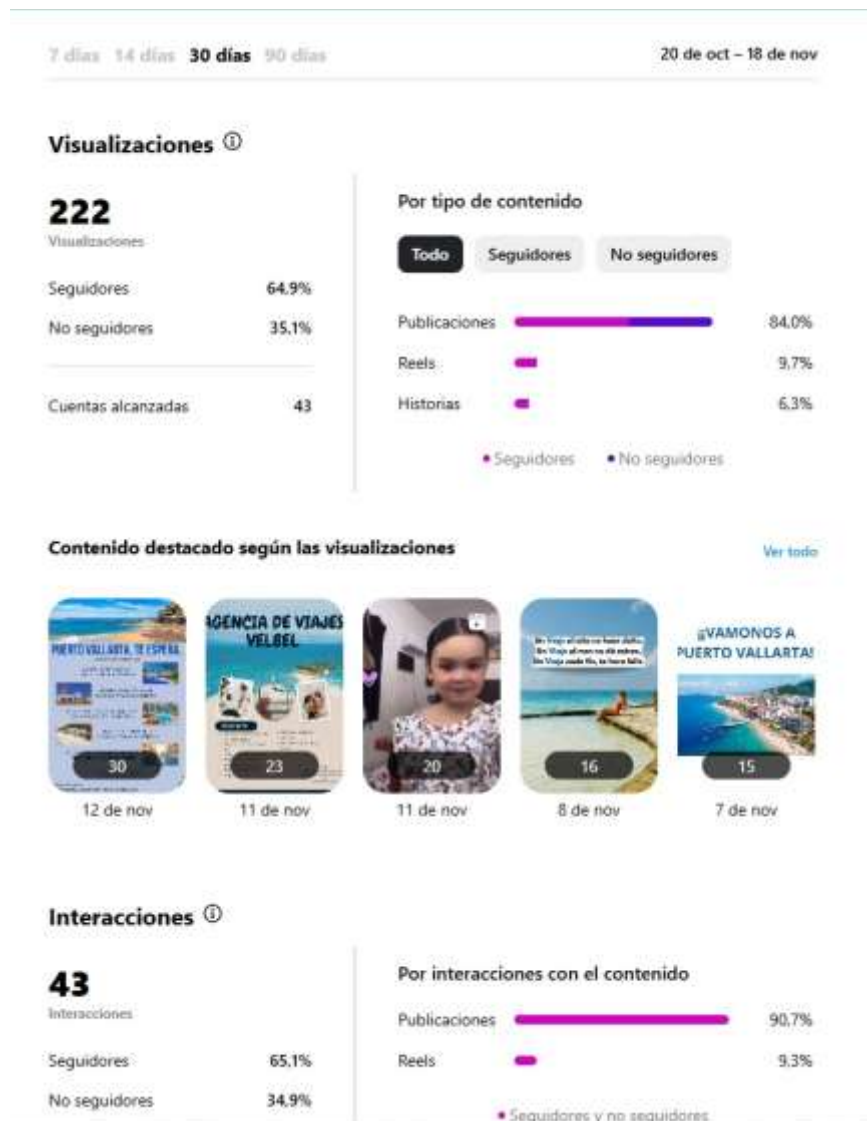 7 días 14 días 30 días 90 días
20 de oct – 18 de nov
Visualizaciones
222
Visualizaciones
Seguidores 64,9%
No seguidores 35,1%
Cuentas alcanzadas 43
Por tipo de contenido
Todo Seguidores No seguidores
Publicaciones 84,0%
Reels 9,7%
Historias 6,3%
Seguidores No seguidores
Contenido destacado según las visualizaciones
Ver todo
PUERTO VALLARTA, TE ESPERA
30
12 de nov
AGENCIA DE VIAJES
VELBEL
23
11 de nov
20
11 de nov
16
8 de nov
¡¡VAMONOS A
PUERTO VALLARTA!
15
7 de nov
Interacciones
43
Interacciones
Seguidores 65,1%
No seguidores 34,9%
Por interacciones con el contenido
Publicaciones 90,7%
Reels 9,3%
Seguidores y no seguidores